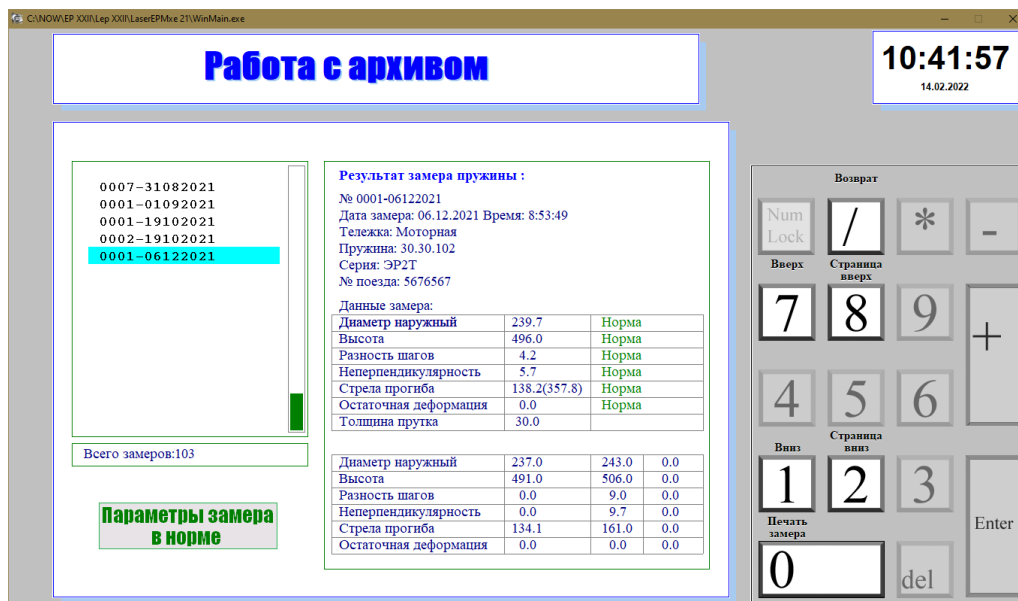 C:\NOW\EP XXII\Lep XXII\LaserEPMxe 21\WinMain.exe
Работа с архивом
10:41:57
14.02.2022
0007-31082021
0001-01092021
0001-19102021
0002-19102021
0001-06122021
Всего замеров:103
Параметры замера
в норме
Результат замера пружины :
№ 0001-06122021
Дата замера: 06.12.2021 Время: 8:53:49
Тележка: Моторная
Пружина: 30.30.102
Серия: ЭР2Т
№ поезда: 5676567
Данные замера:
Диаметр наружный 239.7 Норма
Высота 496.0 Норма
Разность шагов 4.2 Норма
Неперпендикулярность 5.7 Норма
Стрела прогиба 138.2(357.8) Норма
Остаточная деформация 0.0 Норма
Толщина прутка 30.0
Диаметр наружный 237.0 243.0 0.0
Высота 491.0 506.0 0.0
Разность шагов 0.0 9.0 0.0
Неперпендикулярность 0.0 9.7 0.0
Стрела прогиба 134.1 161.0 0.0
Остаточная деформация 0.0 0.0 0.0
Возврат
Num
Lock
/ * -
Вверх Страница
вверх
7 8 9 +
4 5 6
Вниз Страница
вниз
1 2 3 Enter
Печать
замера
0 del